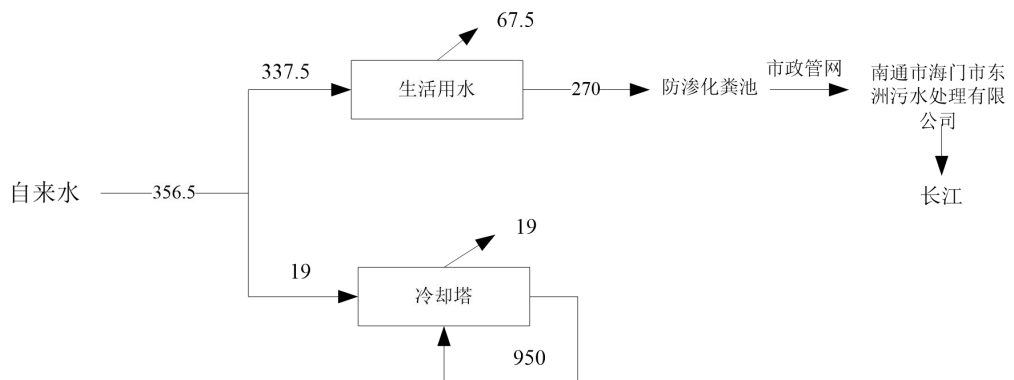 67.5
337.5
生活用水
270
防渗化粪池
市政管网
南通市海门市东
洲污水处理有限
公司
自来水
356.5
长江
19
19
冷却塔
950